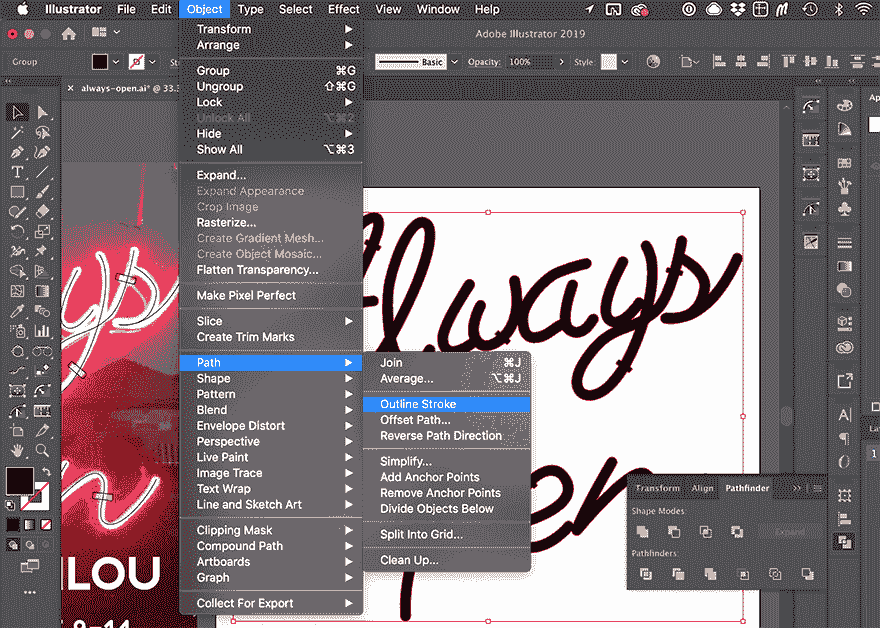 Illustrator File Edit Object Type Select Effect View Window Help
Adobe Illustrator 2019
Group
Basic
Opacity: 100%
Style:
× always-open.ai* @ 33.3
Transform
Arrange
Group ⌘G
Ungroup ⇧⌘G
Lock
Unlock All ⌥⌘2
Hide
Show All ⌥⌘3
Expand...
Expand Appearance
Crop Image
Rasterize...
Create Gradient Mesh...
Create Object Mosaic...
Flatten Transparency...
Make Pixel Perfect
Slice
Create Trim Marks
Path
Shape
Pattern
Blend
Envelope Distort
Perspective
Live Paint
Image Trace
Text Wrap
Line and Sketch Art
Clipping Mask
Compound Path
Artboards
Graph
Collect For Export
Join ⌘J
Average... ⌥⌘J
Outline Stroke
Offset Path...
Reverse Path Direction
Simplify...
Add Anchor Points
Remove Anchor Points
Divide Objects Below
Split Into Grid...
Clean Up...
Always
pen
Transform Align Pathfinder
Shape Modes:
Expand
Pathfinders:
ys
n
LOU
9–14